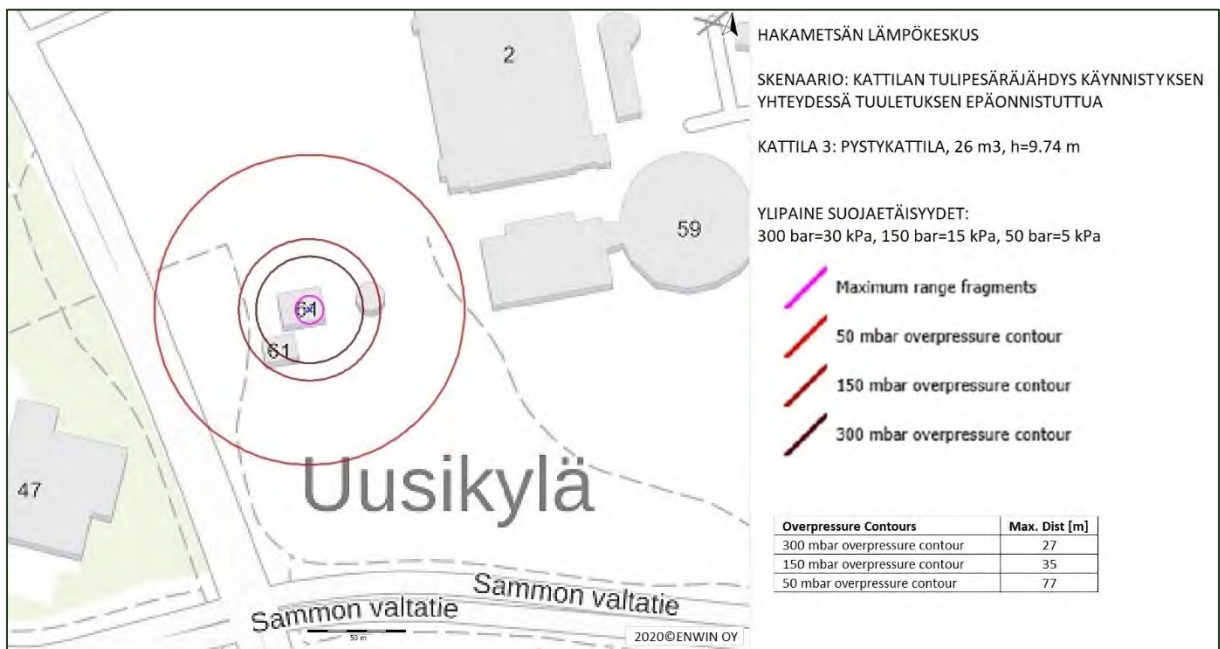 2
59
61
61
47
Uusikylä
Sammon valtatie
Sammon valtatie
50 m
2020©ENWIN OY
HAKAMETSÄN LÄMPÖKESKUS
SKENAARIO: KATTILAN TULIPESÄRÄJÄHDYS KÄYNNISTYKSEN
YHTEYDESSÄ TUULETUKSEN EPÄONNISTUTTUA
KATTILA 3: PYSTYKATTILA, 26 m3, h=9.74 m
YLIPAINE SUOJAETÄISYYDET:
300 bar=30 kPa, 150 bar=15 kPa, 50 bar=5 kPa
Maximum range fragments
50 mbar overpressure contour
150 mbar overpressure contour
300 mbar overpressure contour
Overpressure Contours Max. Dist [m]
300 mbar overpressure contour 27
150 mbar overpressure contour 35
50 mbar overpressure contour 77